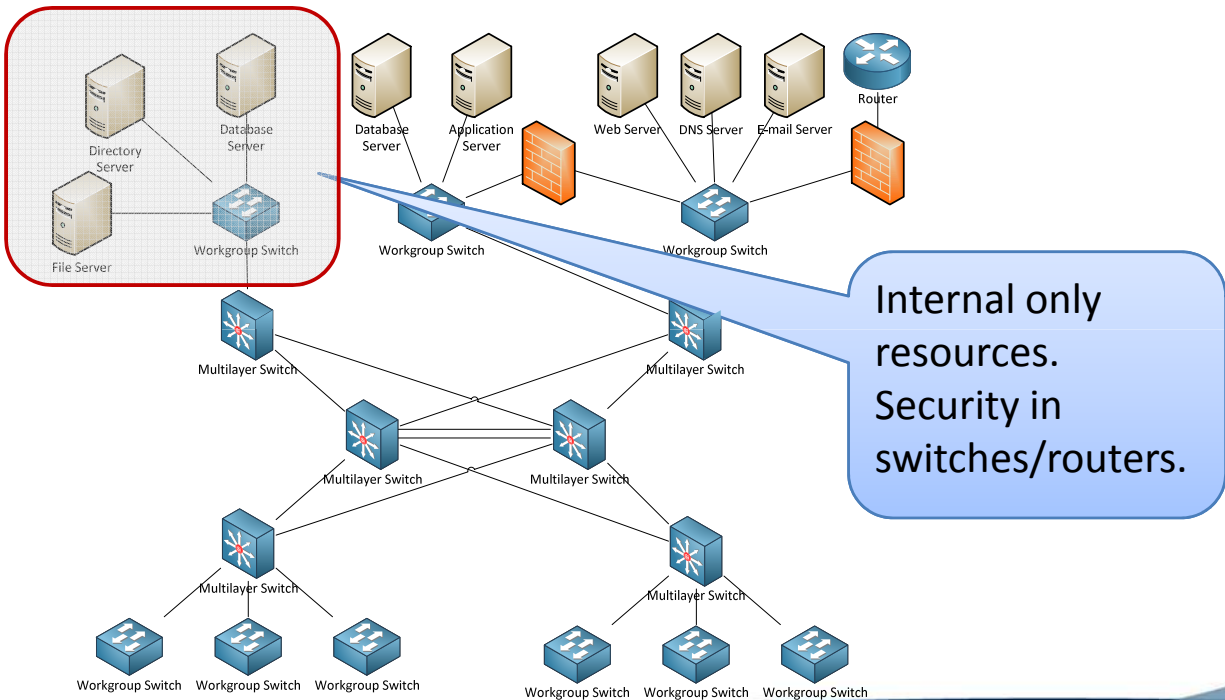 Directory
Server
Database
Server
File Server
Workgroup Switch
Database
Server
Application
Server
Workgroup Switch
Web Server
DNS Server
E-mail Server
Router
Workgroup Switch
Internal only
resources.
Security in
switches/routers.
Multilayer Switch
Multilayer Switch
Multilayer Switch
Multilayer Switch
Multilayer Switch
Multilayer Switch
Workgroup Switch
Workgroup Switch
Workgroup Switch
Workgroup Switch
Workgroup Switch
Workgroup Switch